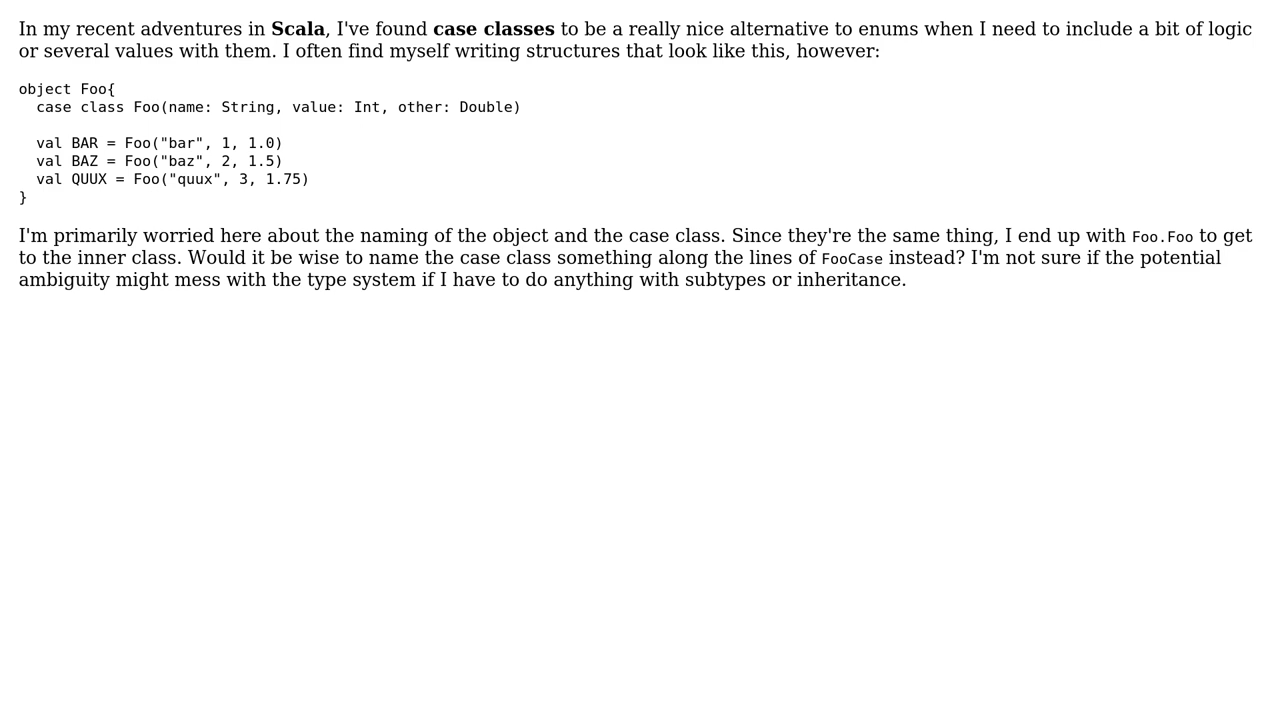 In my recent adventures in Scala, I've found case classes to be a really nice alternative to enums when I need to include a bit of logic
or several values with them. I often find myself writing structures that look like this, however:
object Foo{
  case class Foo(name: String, value: Int, other: Double)

  val BAR = Foo("bar", 1, 1.0)
  val BAZ = Foo("baz", 2, 1.5)
  val QUUX = Foo("quux", 3, 1.75)
}
I'm primarily worried here about the naming of the object and the case class. Since they're the same thing, I end up with Foo.Foo to get
to the inner class. Would it be wise to name the case class something along the lines of FooCase instead? I'm not sure if the potential
ambiguity might mess with the type system if I have to do anything with subtypes or inheritance.